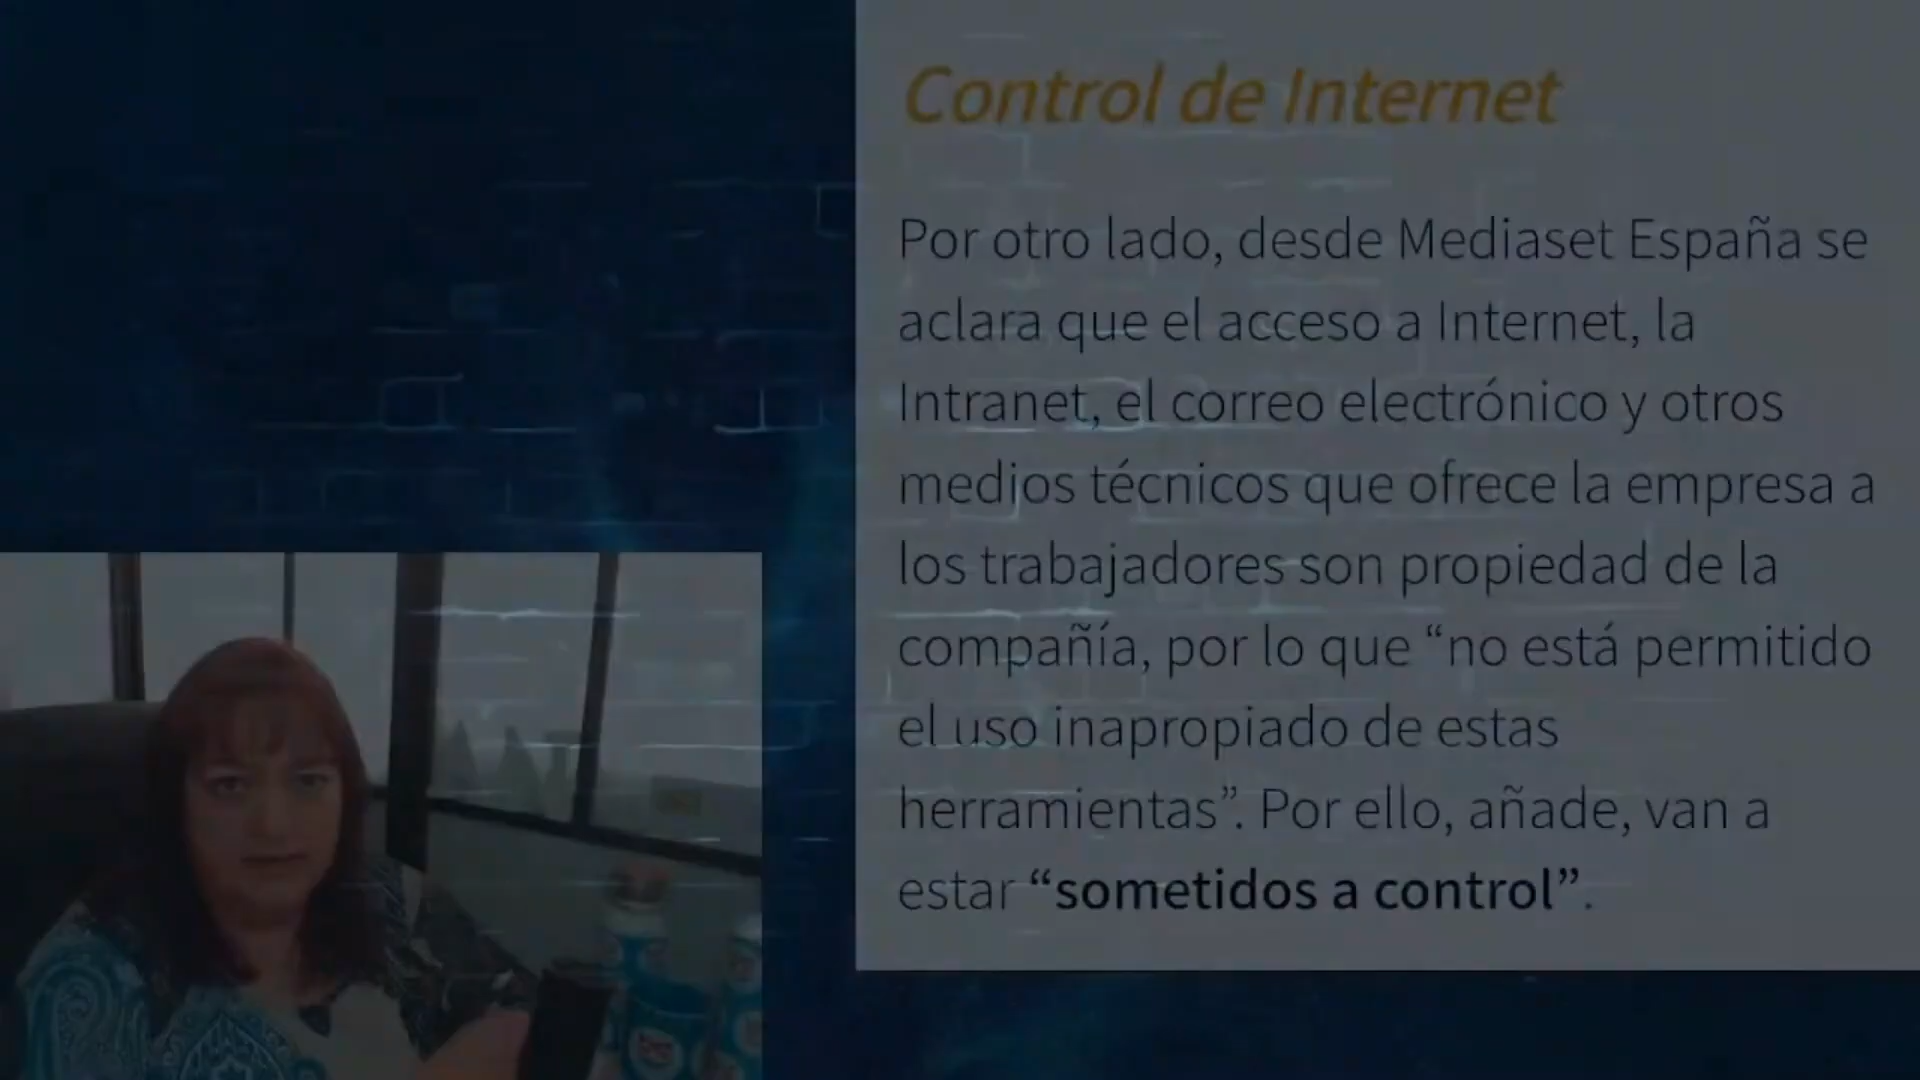 Control de Internet
Por otro lado, desde Mediaset España se
aclara que el acceso a Internet, la
Intranet, el correo electrónico y otros
medios técnicos que ofrece la empresa a
los trabajadores son propiedad de la
compañía, por lo que “no está permitido
el uso inapropiado de estas
herramientas”. Por ello, añade, van a
estar “sometidos a control”.